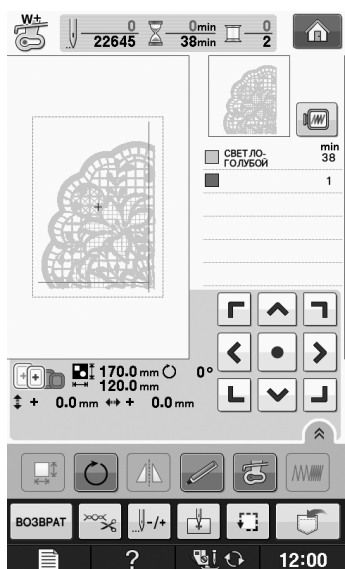 W+
0
22645
0min
38min
0
2
min
СВЕТЛО-
ГОЛУБОЙ
38
1
170.0 mm 0°
120.0 mm
+ 0.0 mm + 0.0 mm
ВОЗВРАТ
-/+
? i 12:00